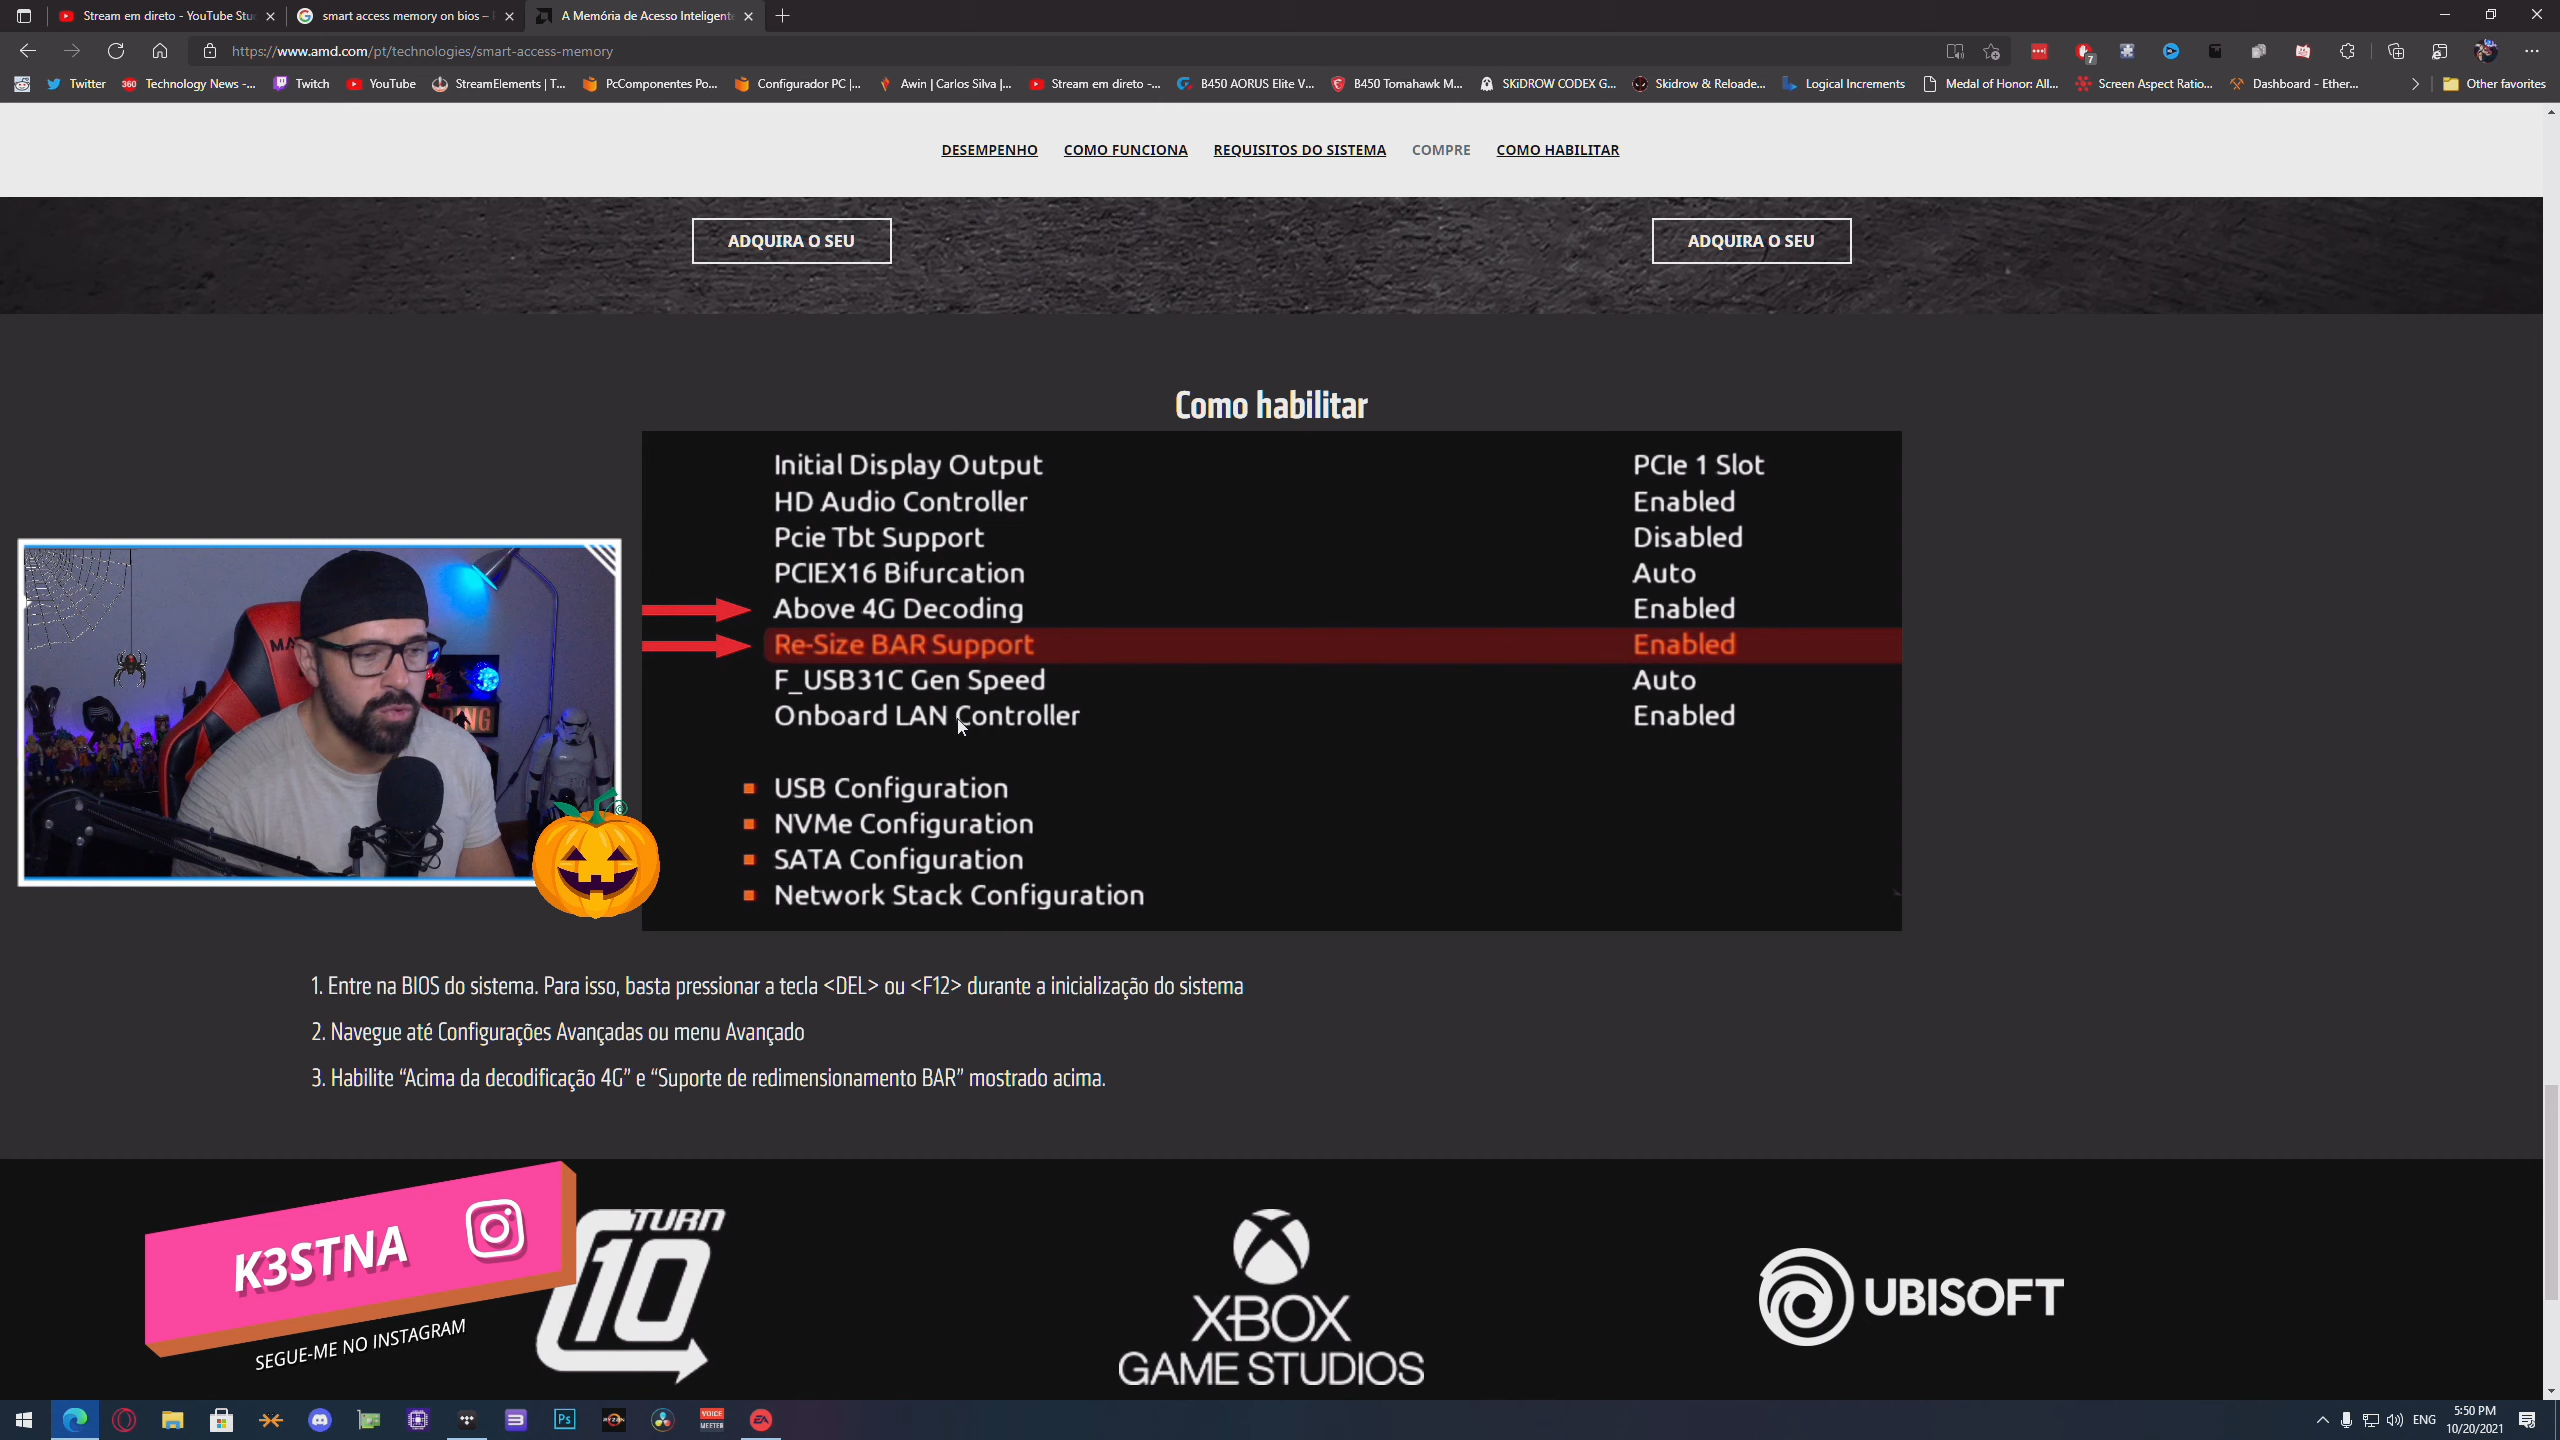 Stream em direto - YouTube Stu
smart access memory on bios –
A Memória de Acesso Inteligente
https://www.amd.com/pt/technologies/smart-access-memory
7
Twitter
360
Technology News -...
Twitch
YouTube
StreamElements | T...
PcComponentes Po...
Configurador PC |...
Awin | Carlos Silva |...
Stream em direto -...
B450 AORUS Elite V...
B450 Tomahawk M...
SKiDROW CODEX G...
Skidrow & Reloade...
Logical Increments
Medal of Honor: All...
Screen Aspect Ratio...
Dashboard - Ether...
Other favorites
DESEMPENHO
COMO FUNCIONA
REQUISITOS DO SISTEMA
COMPRE
COMO HABILITAR
ADQUIRA O SEU
ADQUIRA O SEU
Como habilitar
Initial Display Output PCIe 1 Slot
HD Audio Controller Enabled
Pcie Tbt Support Disabled
PCIEX16 Bifurcation Auto
Above 4G Decoding Enabled
Re-Size BAR Support Enabled
F_USB31C Gen Speed Auto
Onboard LAN Controller Enabled
USB Configuration
NVMe Configuration
SATA Configuration
Network Stack Configuration
1. Entre na BIOS do sistema. Para isso, basta pressionar a tecla <DEL> ou <F12> durante a inicialização do sistema
2. Navegue até Configurações Avançadas ou menu Avançado
3. Habilite “Acima da decodificação 4G” e “Suporte de redimensionamento BAR” mostrado acima.
K3STNA
SEGUE-ME NO INSTAGRAM
TURN
10
XBOX
GAME STUDIOS
UBISOFT
Ps
RYZEN
VOICE
MEETER
EA
ENG
5:50 PM
10/20/2021